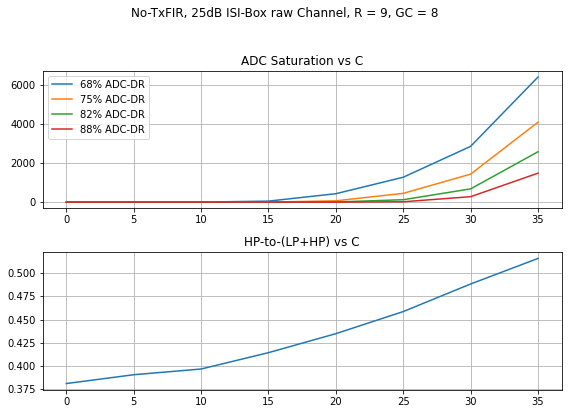 No-TxFIR, 25dB ISI-Box raw Channel, R = 9, GC = 8
ADC Saturation vs C
6000
4000
2000
0
68% ADC-DR
75% ADC-DR
82% ADC-DR
88% ADC-DR
0 5 10 15 20 25 30 35
HP-to-(LP+HP) vs C
0.500
0.475
0.450
0.425
0.400
0.375
0 5 10 15 20 25 30 35